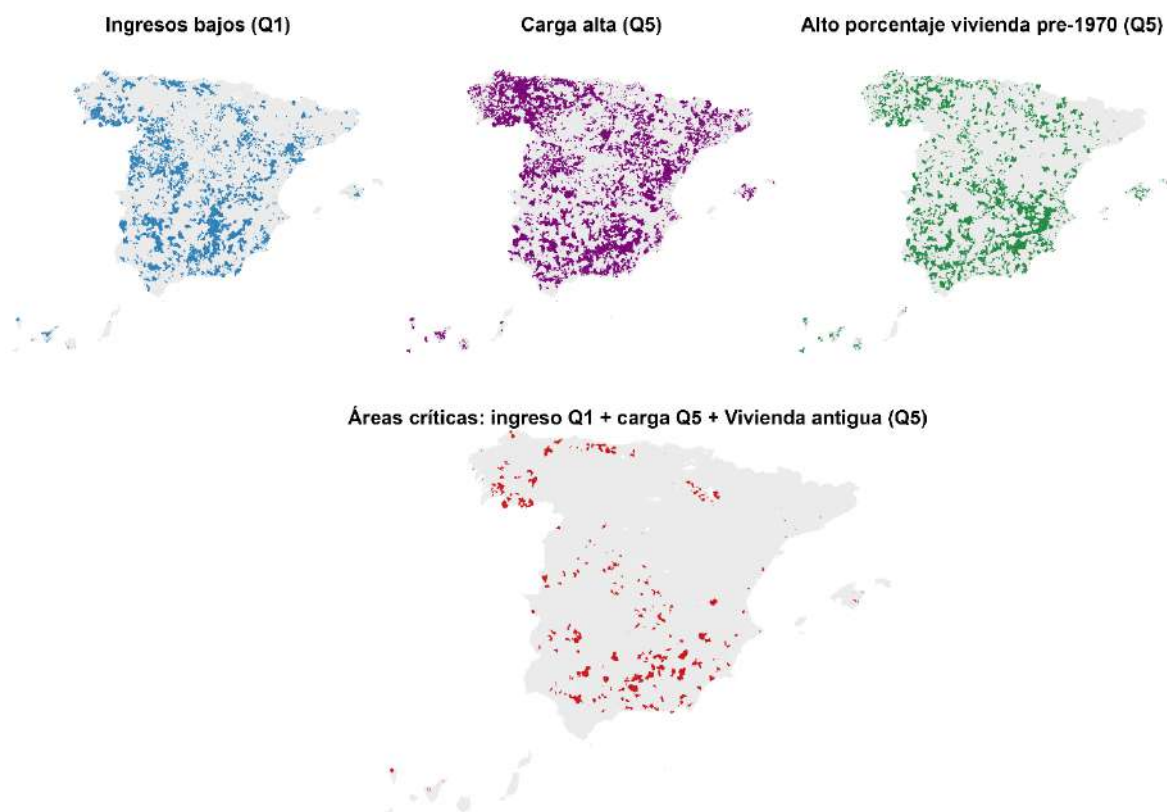 Ingresos bajos (Q1)
Carga alta (Q5)
Alto porcentaje vivienda pre-1970 (Q5)
Áreas críticas: ingreso Q1 + carga Q5 + Vivienda antigua (Q5)